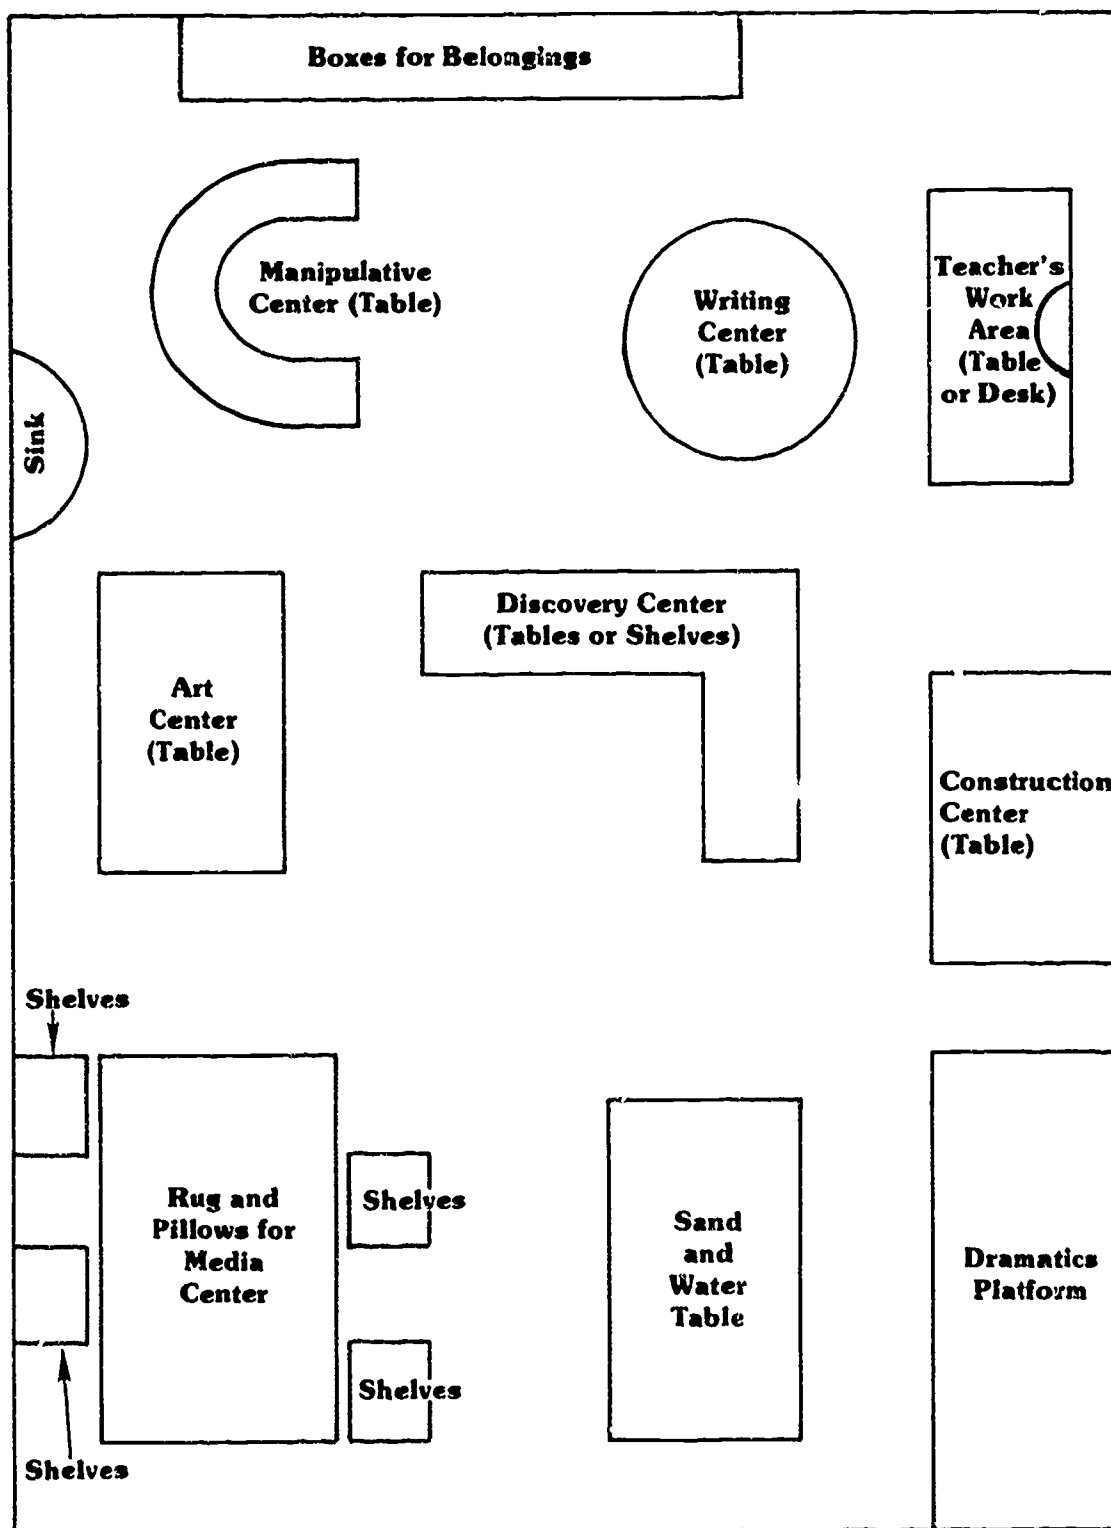 Boxes for Belongings
Manipulative
Center (Table)
Writing
Center
(Table)
Teacher's
Work
Area
(Table
or Desk)
Sink
Discovery Center
(Tables or Shelves)
Art
Center
(Table)
Construction
Center
(Table)
Shelves
Rug and
Pillows for
Media
Center
Shelves
Sand
and
Water
Table
Dramatics
Platform
Shelves
Shelves